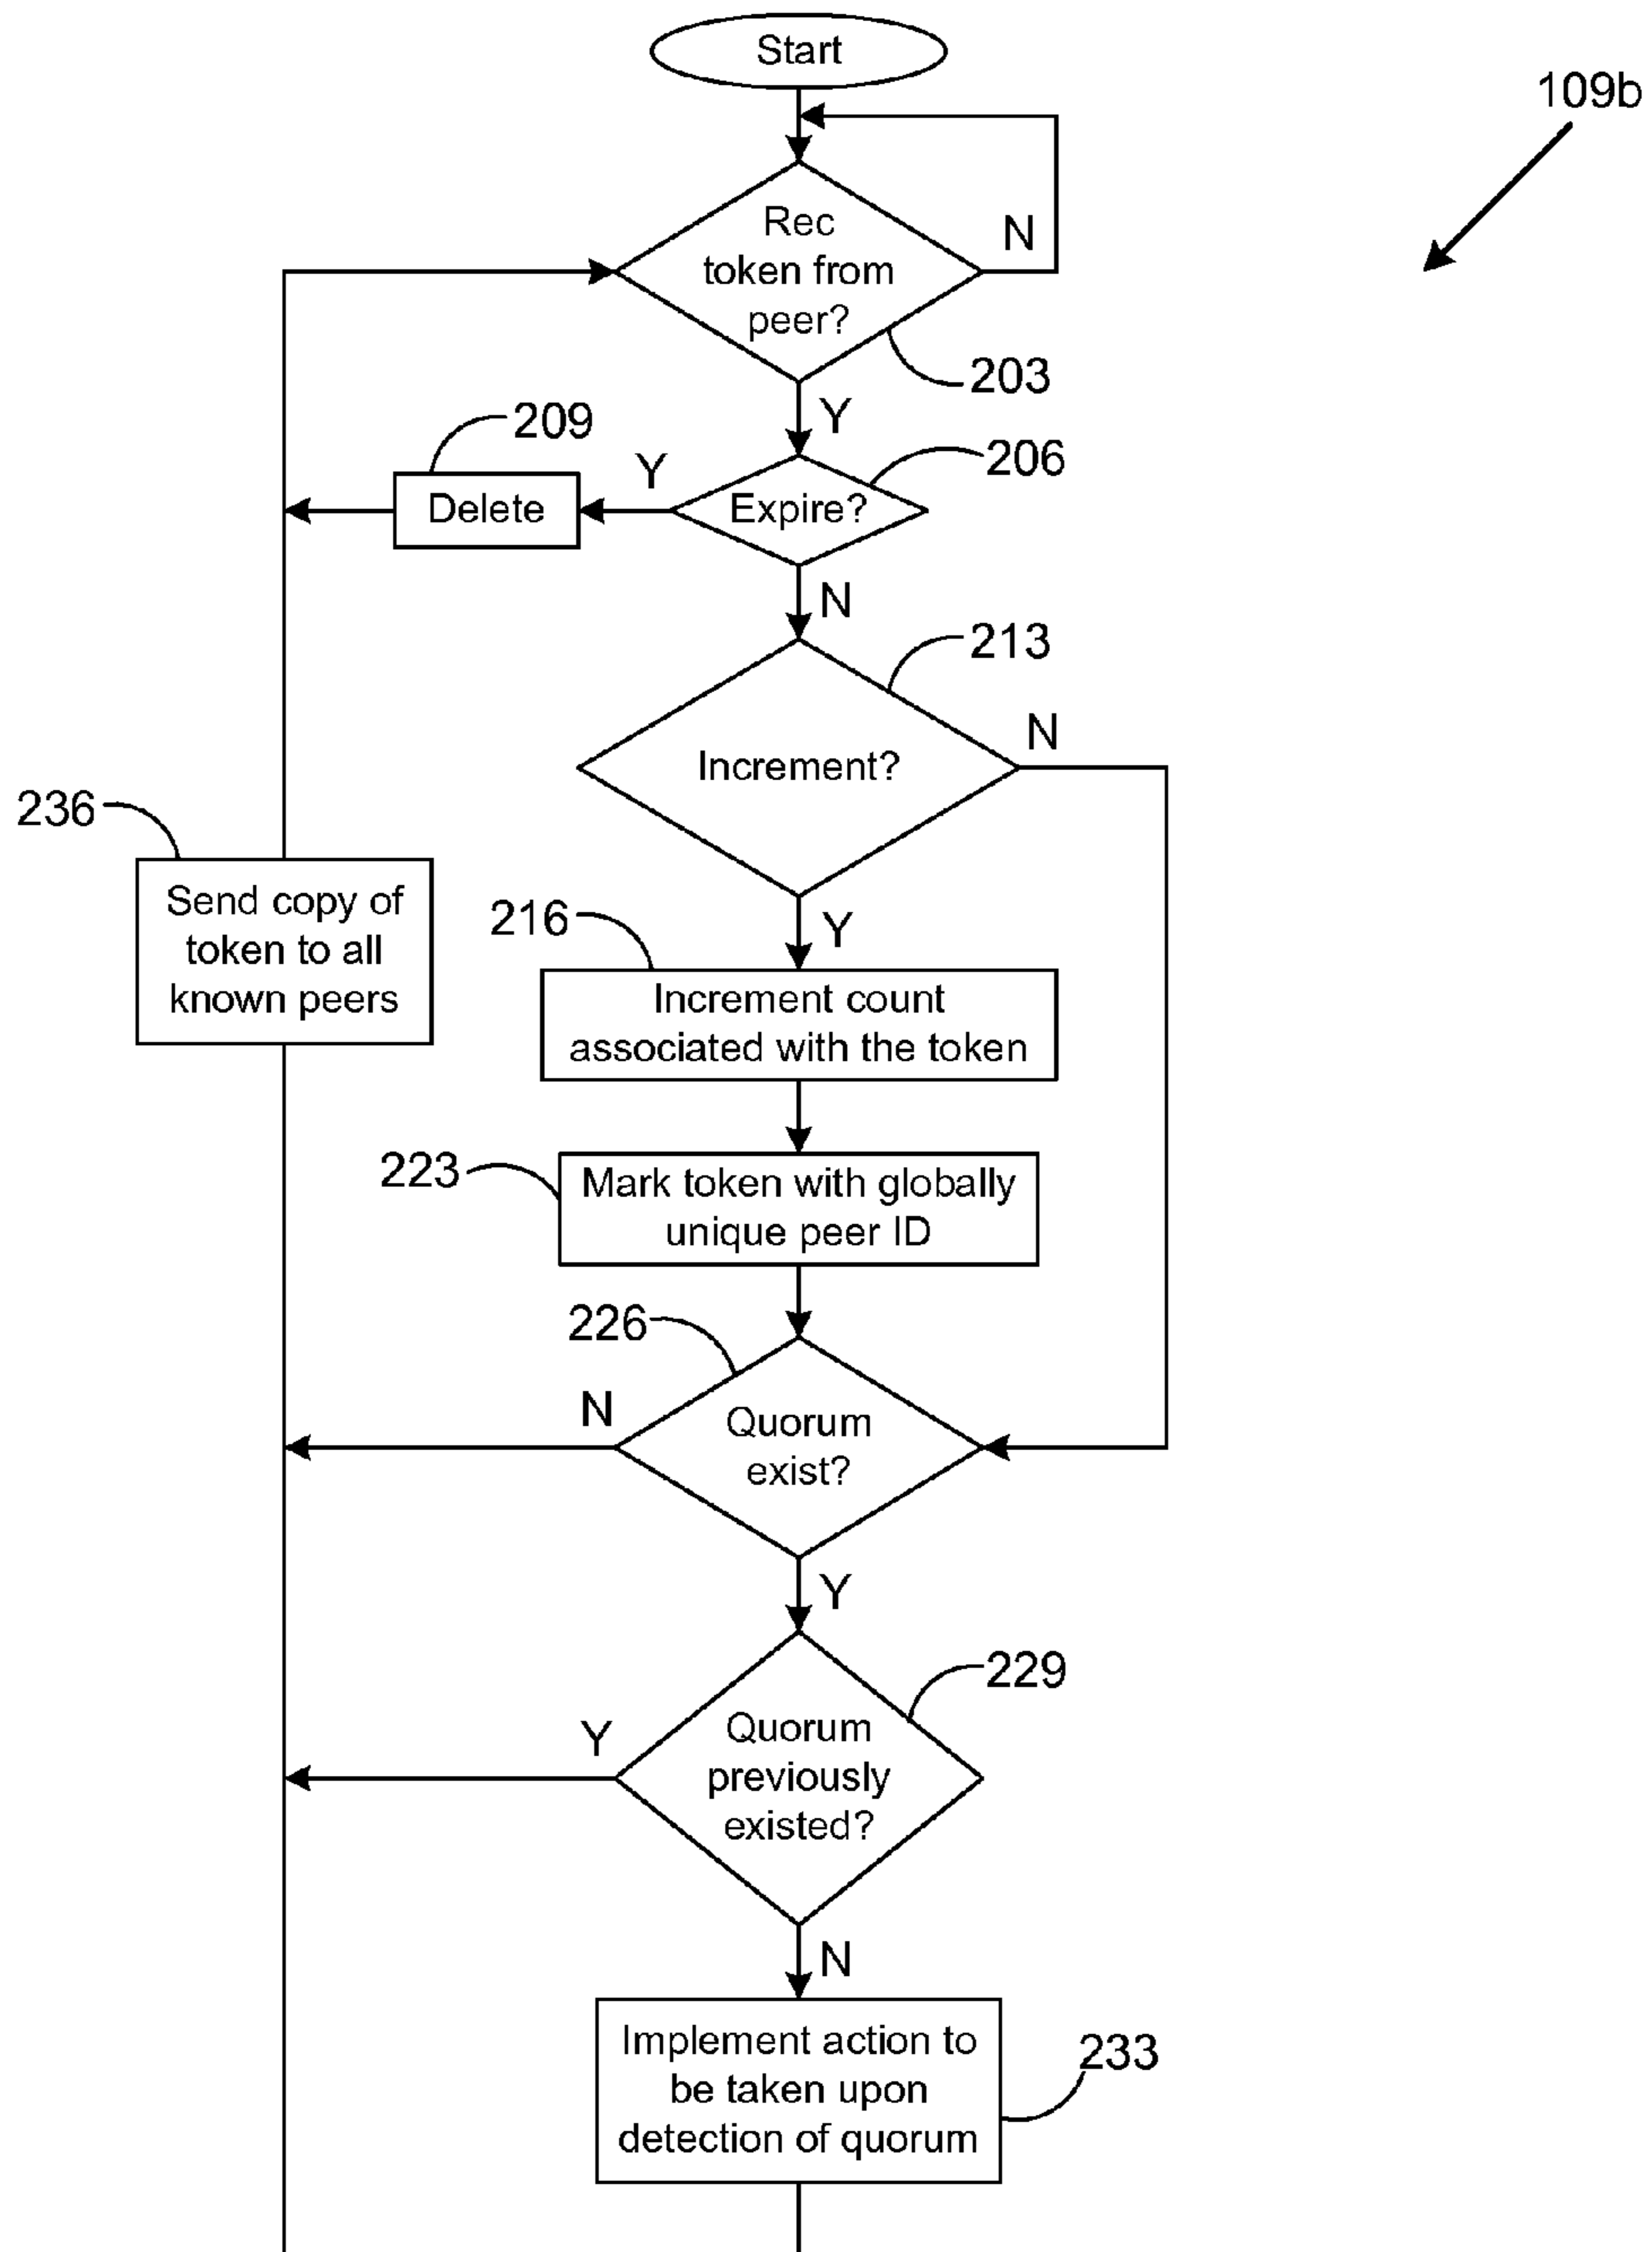 Start
109b
Rec
token from
peer?
N
203
Y
209
206
Y
Delete
Expire?
N
213
Increment?
N
236
Send copy of
token to all
known peers
216
Y
Increment count
associated with the token
223
Mark token with globally
unique peer ID
226
N
Quorum
exist?
Y
229
Y
Quorum
previously
existed?
N
Implement action to
be taken upon
detection of quorum
233